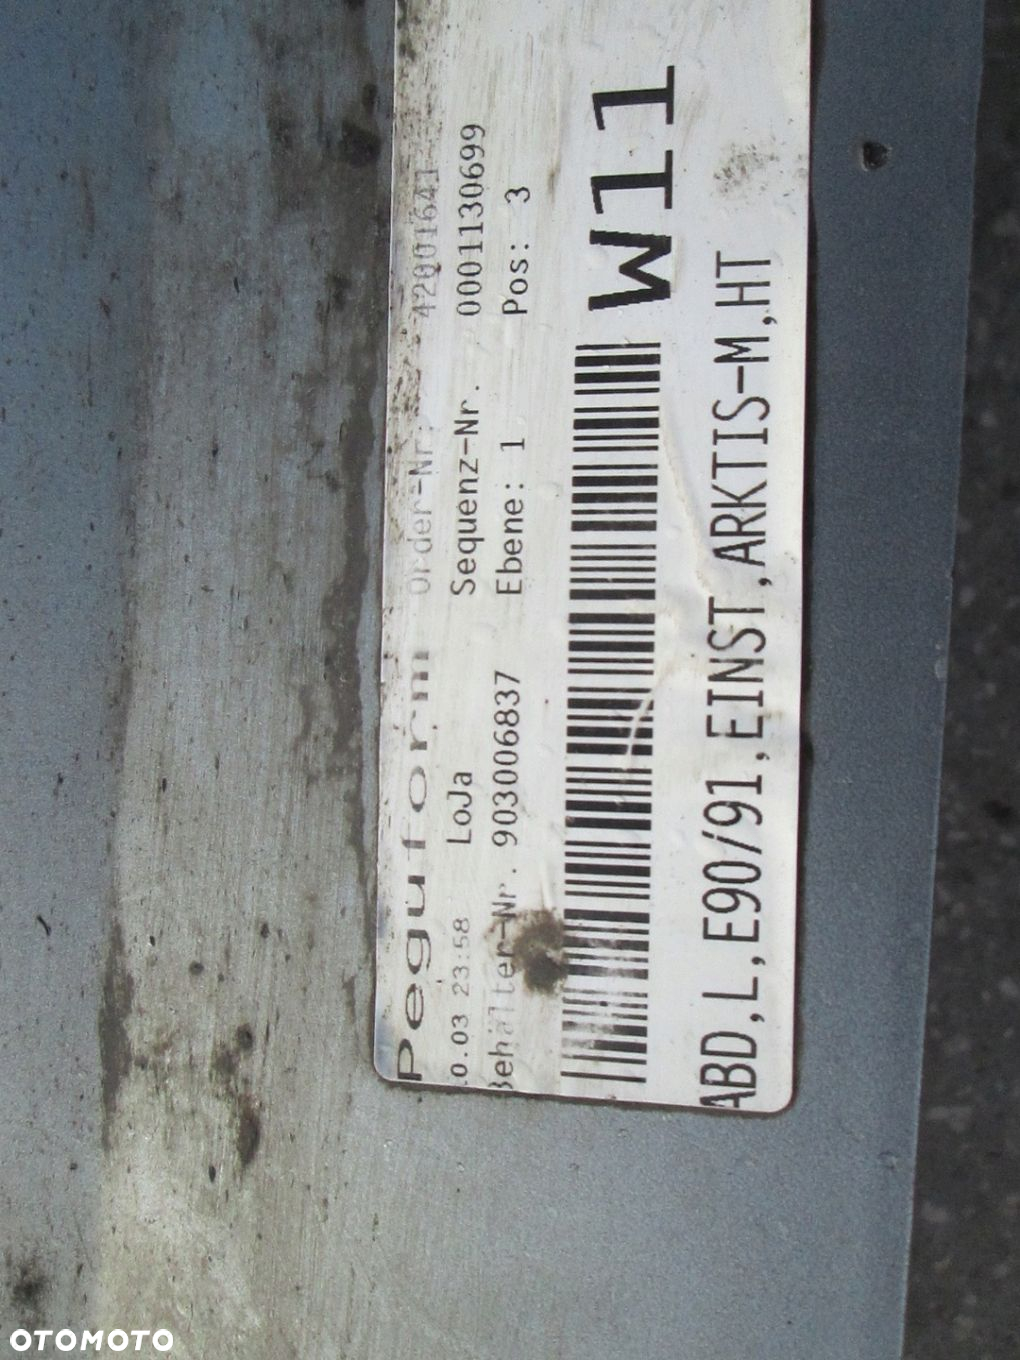 Peguform Order-Nr. 42001641
10.03 23:58 LoJa Sequenz-Nr. 0001130699
Behälter-Nr. 903006837 Ebene: 1 Pos: 3
W11
ABD,L,E90/91,EINST,ARKTIS-M,HT
OTOMOTO